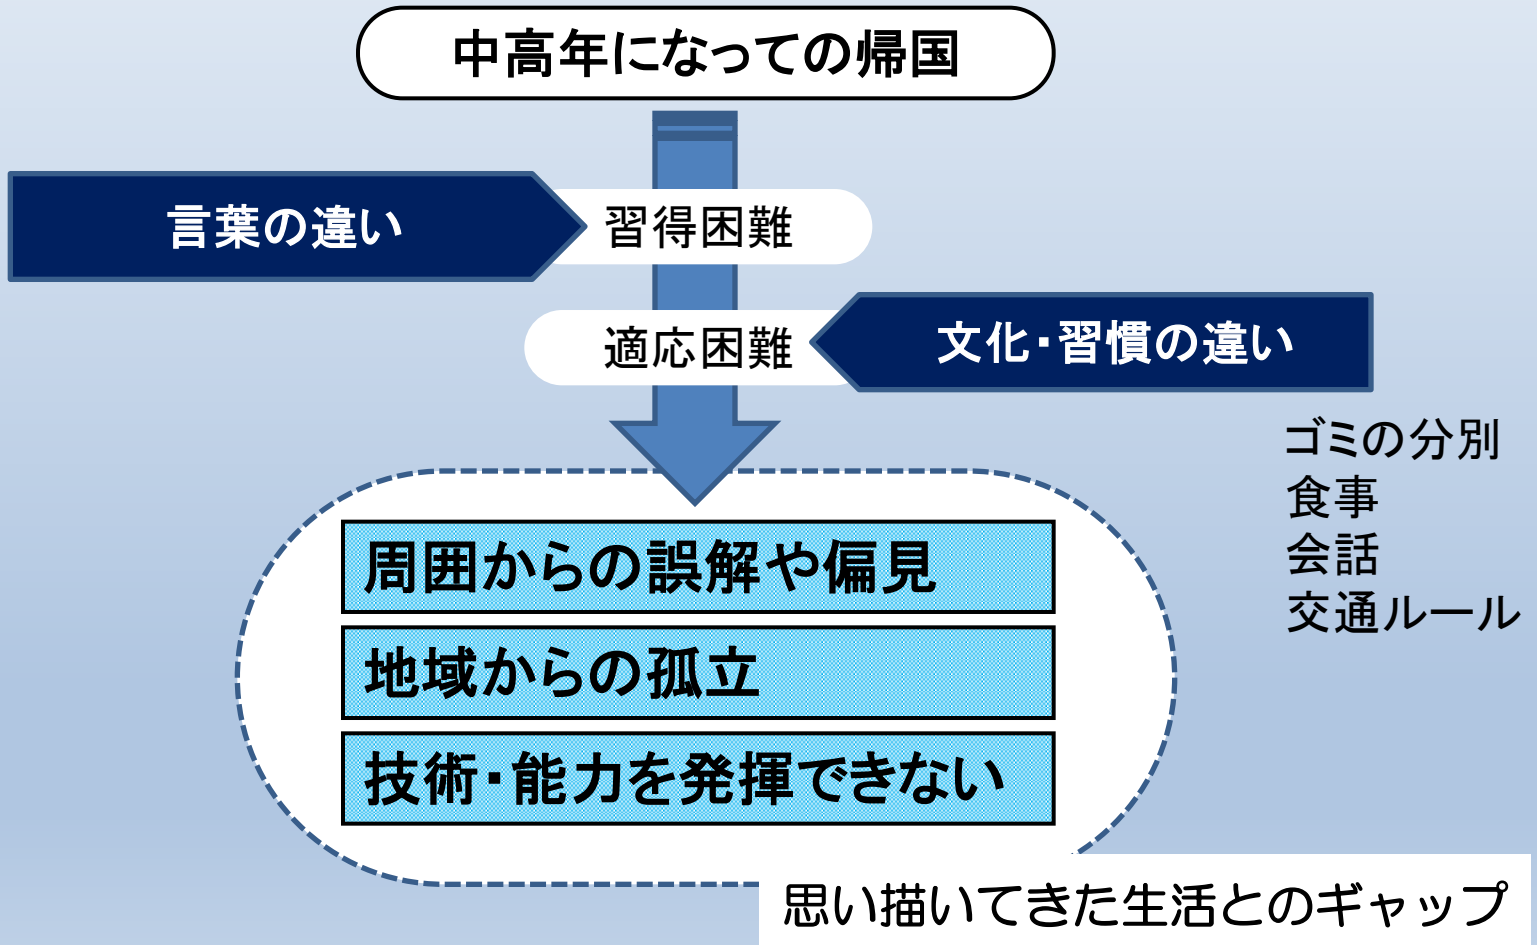 中高年になっての帰国
言葉の違い
習得困難
適応困難
文化・習慣の違い
ゴミの分別
食事
会話
交通ルール
周囲からの誤解や偏見
地域からの孤立
技術・能力を発揮できない
思い描いてきた生活とのギャップ